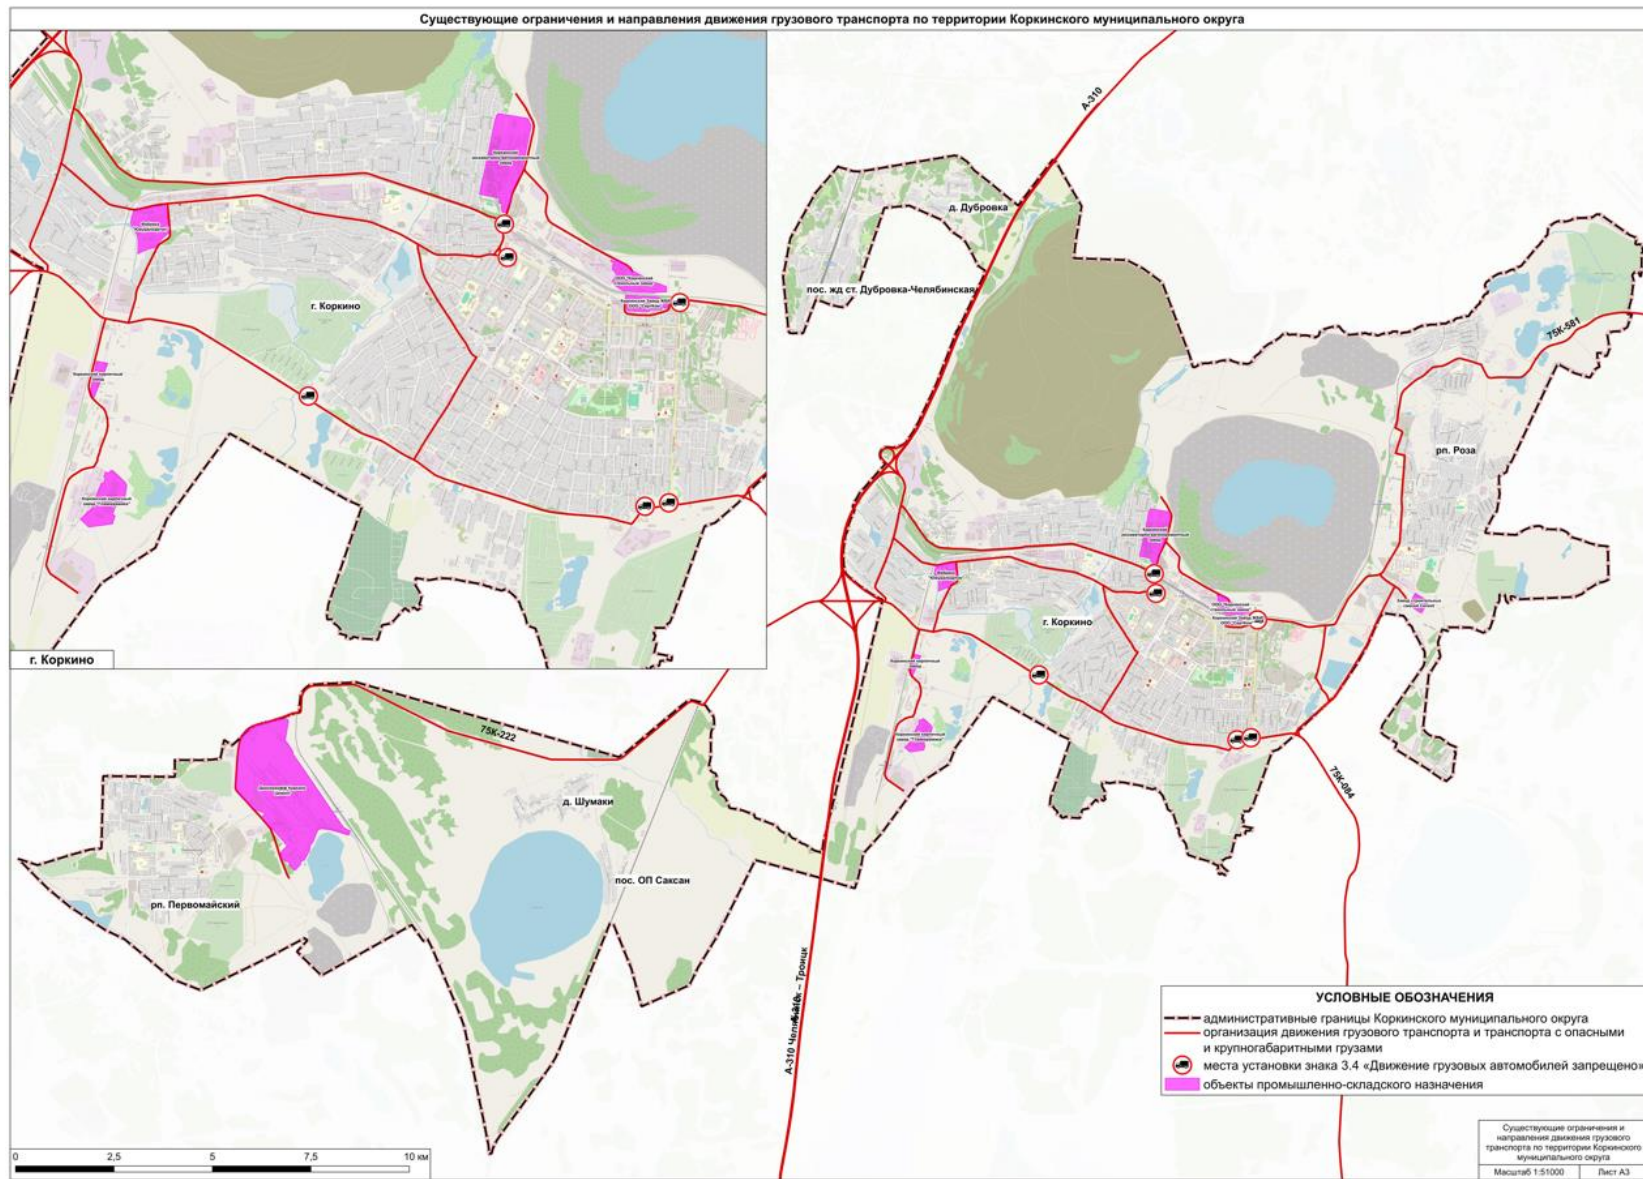 Существующие ограничения и направления движения грузового транспорта по территории Коркинского муниципального округа
г. Коркино
г. Коркино
А-310
д. Дубровка
пос. жд ст. Дубровка-Челябинская
75К-581
рп. Роза
г. Коркино
75К-084
75К-222
д. Шумаки
пос. ОП Саксан
рп. Первомайский
А-310 Челябинск – Троицк
УСЛОВНЫЕ ОБОЗНАЧЕНИЯ
административные границы Коркинского муниципального округа
организация движения грузового транспорта и транспорта с опасными
и крупногабаритными грузами
места установки знака 3.4 «Движение грузовых автомобилей запрещено»
объекты промышленно-складского назначения
0 2,5 5 7,5 10 км
Существующие ограничения и
направления движения грузового
транспорта по территории Коркинского
муниципального округа
Масштаб 1:51000 Лист А3